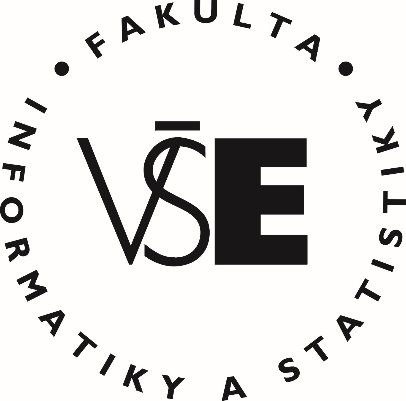 • FAKULTA •
INFORMATIKY A STATISTIKY
VŠE